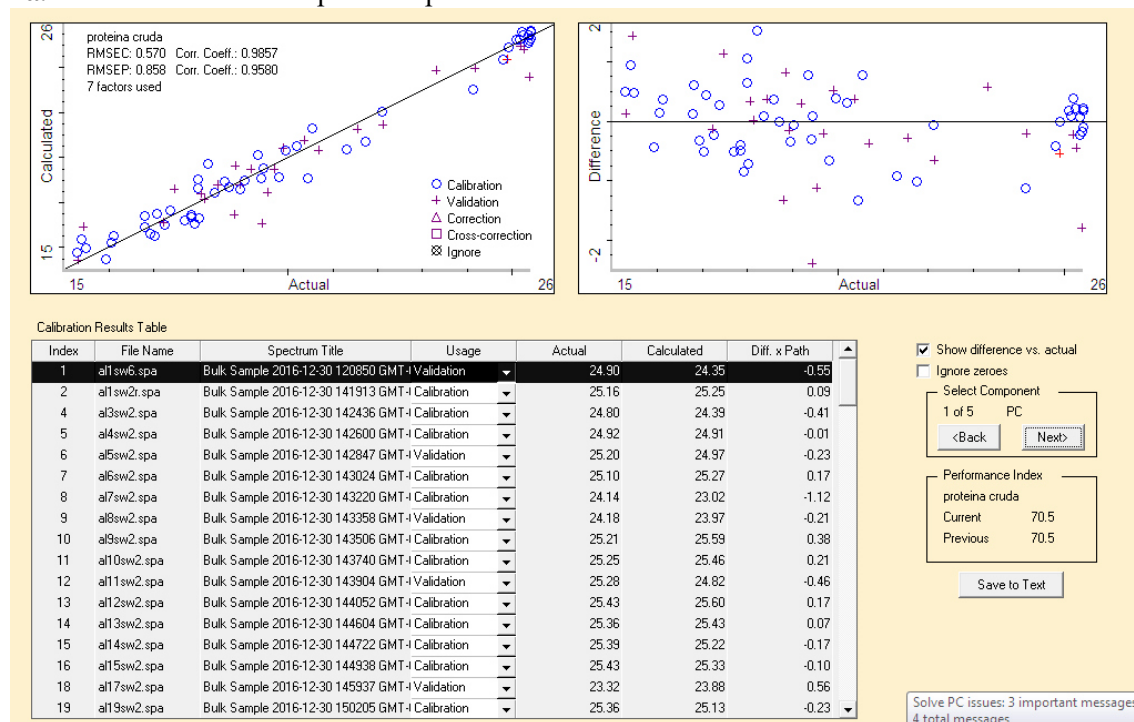 26
proteina cruda
RMSEC: 0.570 Corr. Coeff.: 0.9857
RMSEP: 0.858 Corr. Coeff.: 0.9580
7 factors used
Calculated
Calibration
Validation
Correction
Cross-correction
Ignore
15
15 Actual 26
2
Difference
-2
15 Actual 26
Calibration Results Table
Index File Name Spectrum Title Usage Actual Calculated Diff. x Path
1 al1sw6.spa Bulk Sample 2016-12-30 120850 GMT-( Validation 24.90 24.35 -0.55
2 al1sw2r.spa Bulk Sample 2016-12-30 141913 GMT-( Calibration 25.16 25.25 0.09
4 al3sw2.spa Bulk Sample 2016-12-30 142436 GMT-( Calibration 24.80 24.39 -0.41
5 al4sw2.spa Bulk Sample 2016-12-30 142600 GMT-( Calibration 24.92 24.91 -0.01
6 al5sw2.spa Bulk Sample 2016-12-30 142847 GMT-( Calibration 25.20 24.97 -0.23
7 al6sw2.spa Bulk Sample 2016-12-30 143024 GMT-( Calibration 25.10 25.27 0.17
8 al7sw2.spa Bulk Sample 2016-12-30 143220 GMT-( Calibration 24.14 23.02 -1.12
9 al8sw2.spa Bulk Sample 2016-12-30 143358 GMT-( Validation 24.18 23.97 -0.21
10 al9sw2.spa Bulk Sample 2016-12-30 143506 GMT-( Calibration 25.21 25.59 0.38
11 al10sw2.spa Bulk Sample 2016-12-30 143740 GMT-( Calibration 25.25 25.46 0.21
12 al11sw2.spa Bulk Sample 2016-12-30 143904 GMT-( Validation 25.28 24.82 -0.46
13 al12sw2.spa Bulk Sample 2016-12-30 144052 GMT-( Calibration 25.43 25.60 0.17
14 al13sw2.spa Bulk Sample 2016-12-30 144604 GMT-( Calibration 25.36 25.43 0.07
15 al14sw2.spa Bulk Sample 2016-12-30 144722 GMT-( Calibration 25.39 25.22 -0.17
16 al15sw2.spa Bulk Sample 2016-12-30 144938 GMT-( Calibration 25.43 25.33 -0.10
18 al17sw2.spa Bulk Sample 2016-12-30 145937 GMT-( Validation 23.32 23.88 0.56
19 al19sw2.spa Bulk Sample 2016-12-30 150205 GMT-( Calibration 25.36 25.13 -0.23
Show difference vs. actual
Ignore zeroes
Select Component
1 of 5 PC
<Back Next>
Performance Index
proteina cruda
Current 70.5
Previous 70.5
Save to Text
Solve PC issues: 3 important messages
4 total messages